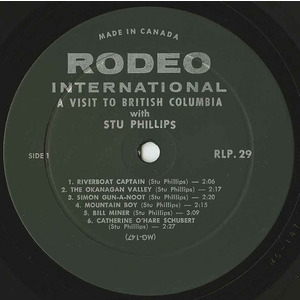 MADE IN CANADA
RODEO
INTERNATIONAL
A VISIT TO BRITISH COLUMBIA
with
STU PHILLIPS
SIDE 1
RLP. 29
1. RIVERBOAT CAPTAIN (Stu Phillips) — 2:06
2. THE OKANAGAN VALLEY (Stu Phillips) — 2:17
3. SIMON GUN-A-NOOT (Stu Phillips) — 2:20
4. MOUNTAIN BOY (Stu Phillips) — 2:15
5. BILL MINER (Stu Phillips) — 3:09
6. CATHERINE O'HARE SCHUBERT
(Stu Phillips) — 2:27
(MG-147)